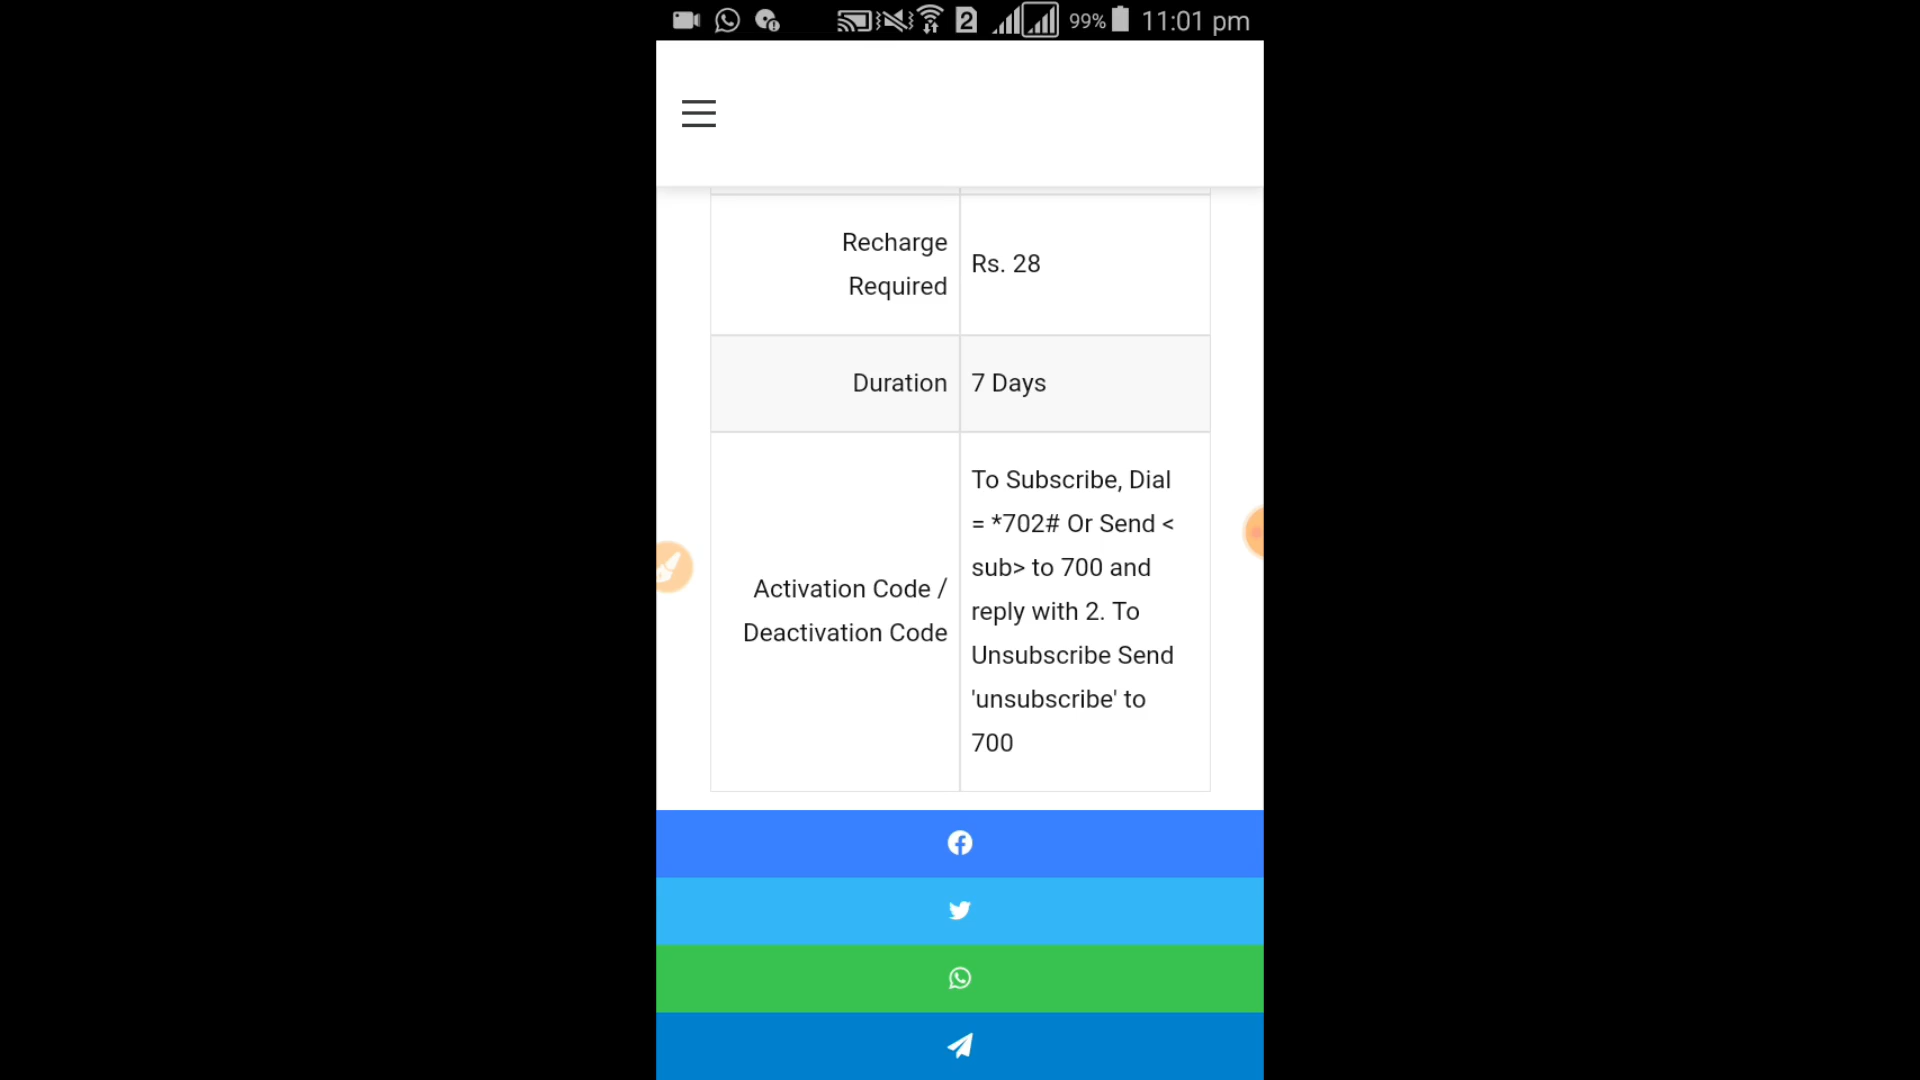 2 99% 11:01 pm
Recharge
Required
Rs. 28
Duration
7 Days
Activation Code /
Deactivation Code
To Subscribe, Dial
= *702# Or Send <
sub> to 700 and
reply with 2. To
Unsubscribe Send
'unsubscribe' to
700